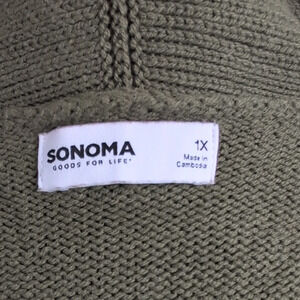 SONOMA
GOODS FOR LIFE®
1X
Made in
Cambodia